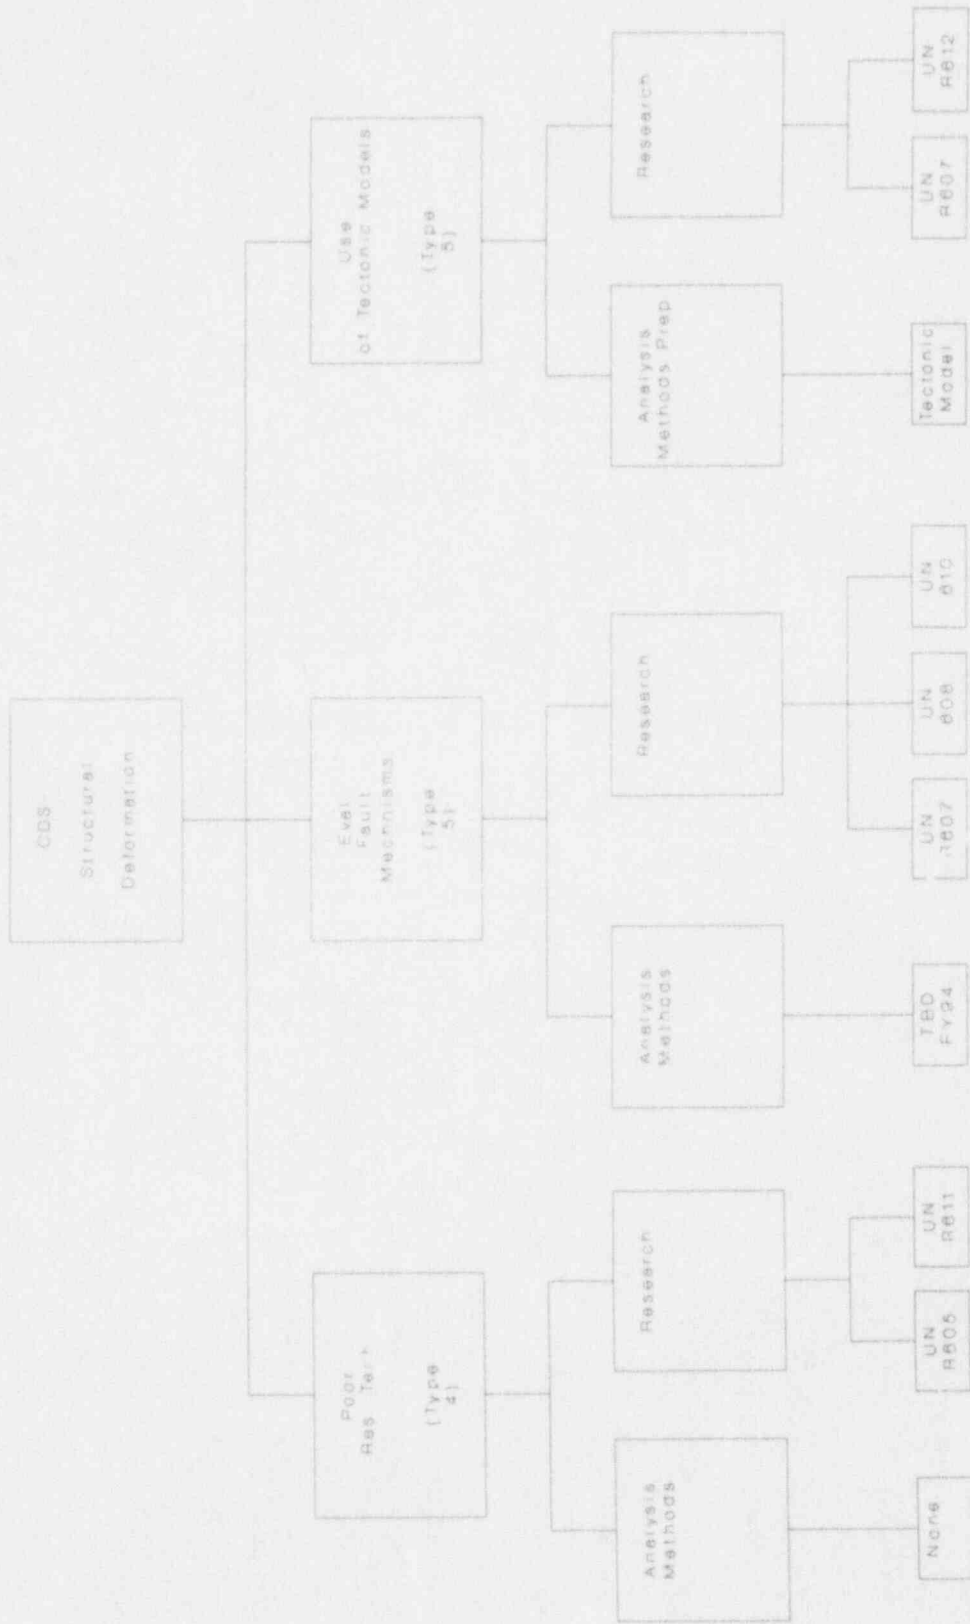 CDS-
Structural
Deformation
Poor
Res
(Type
4)
Eval
Fault
Mechnisms
(Type
5)
Use
of Tectonic Models
(Type
5)
Analysis
Methods
Research
Analysis
Methods
Research
Analysis
Methods Prep
Research
None
UN
R605
UN
R611
TBD
FY94
UN
R607
UN
608
UN
610
Tectonic
Model
UN
R607
UN
R612